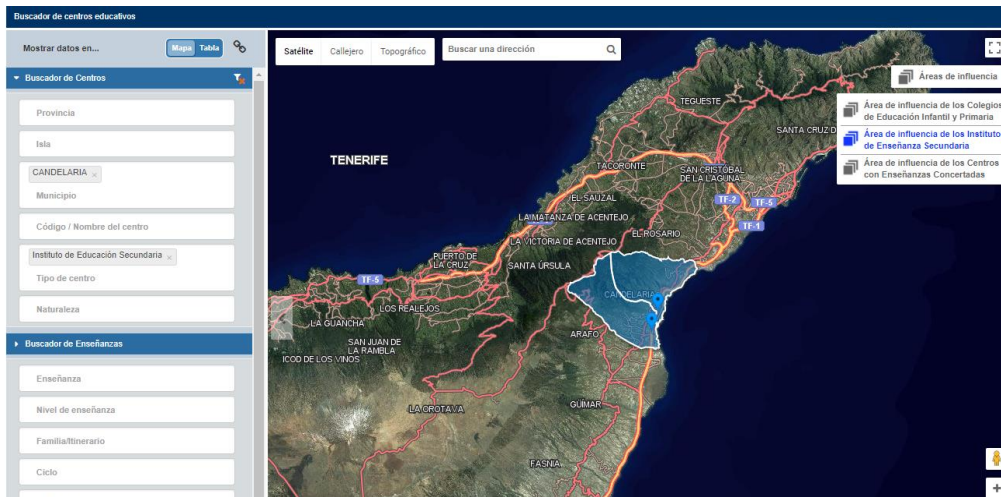 Buscador de centros educativos
Mostrar datos en...
Mapa Tabla
Buscador de Centros
Provincia
Isla
CANDELARIA ×
Municipio
Código / Nombre del centro
Instituto de Educación Secundaria ×
Tipo de centro
Naturaleza
Buscador de Enseñanzas
Enseñanza
Nivel de enseñanza
Familia/Itinerario
Ciclo
Satélite Callejero Topográfico
Buscar una dirección
Áreas de influencia
Área de influencia de los Colegios
de Educación Infantil y Primaria
Área de influencia de los Instituto
de Enseñanza Secundaria
Área de influencia de los Centros
con Enseñanzas Concertadas
TEGUESTE
SANTA CRUZ D
TENERIFE
TACORONTE
SAN CRISTÓBAL
DE LA LAGUNA
EL SAUZAL
TF-2
TF-5
LA MATANZA DE ACENTEJO
TF-1
EL ROSARIO
LA VICTORIA DE ACENTEJO
PUERTO DE
LA CRUZ
SANTA ÚRSULA
TF-5
CANDELARIA
LOS REALEJOS
LA GUANCHA
ARAFO
SAN JUAN DE
LA RAMBLA
ICOD DE LOS VINOS
LA OROTAVA
GÜÍMAR
FASNIA